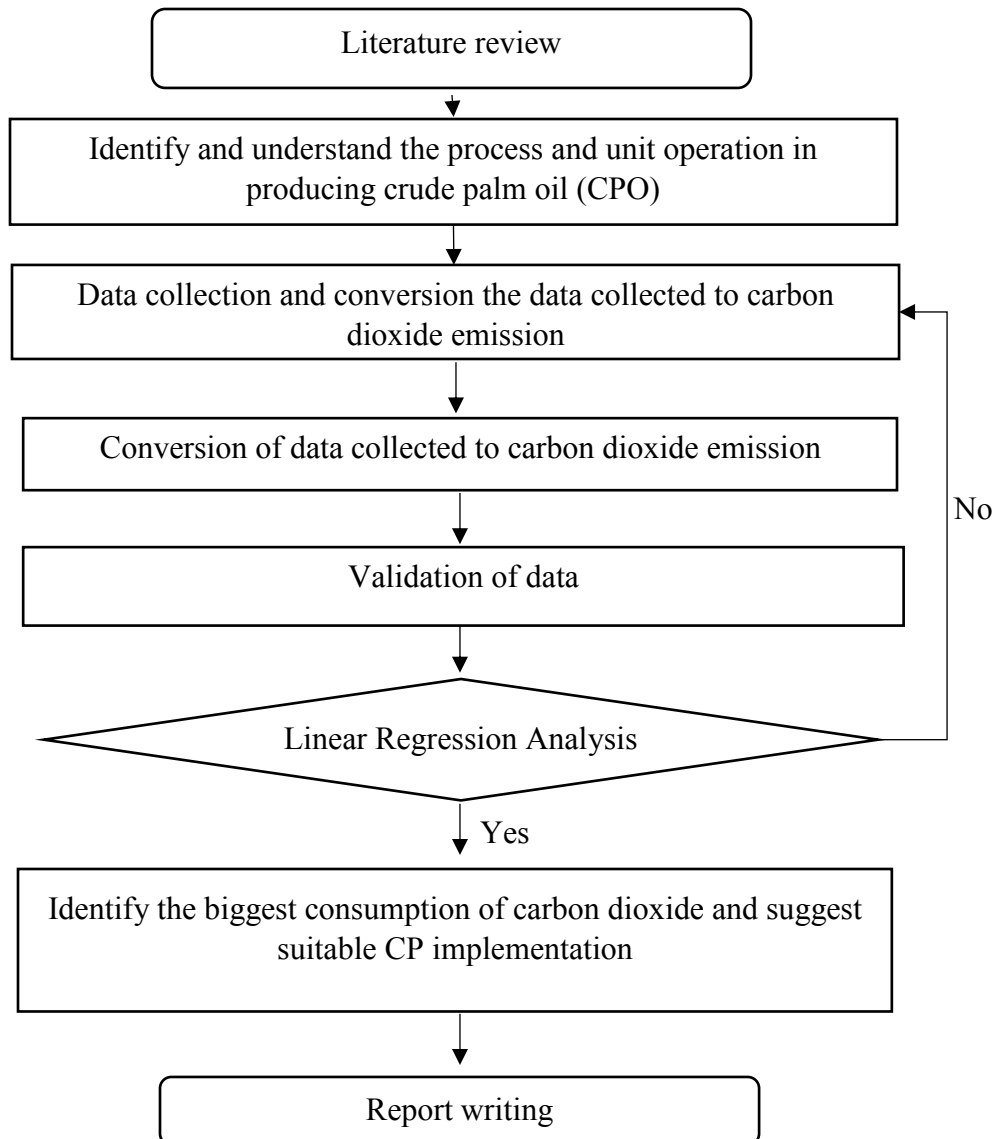 Literature review
Identify and understand the process and unit operation in
producing crude palm oil (CPO)
Data collection and conversion the data collected to carbon
dioxide emission
Conversion of data collected to carbon dioxide emission
No
Validation of data
Linear Regression Analysis
Yes
Identify the biggest consumption of carbon dioxide and suggest
suitable CP implementation
Report writing